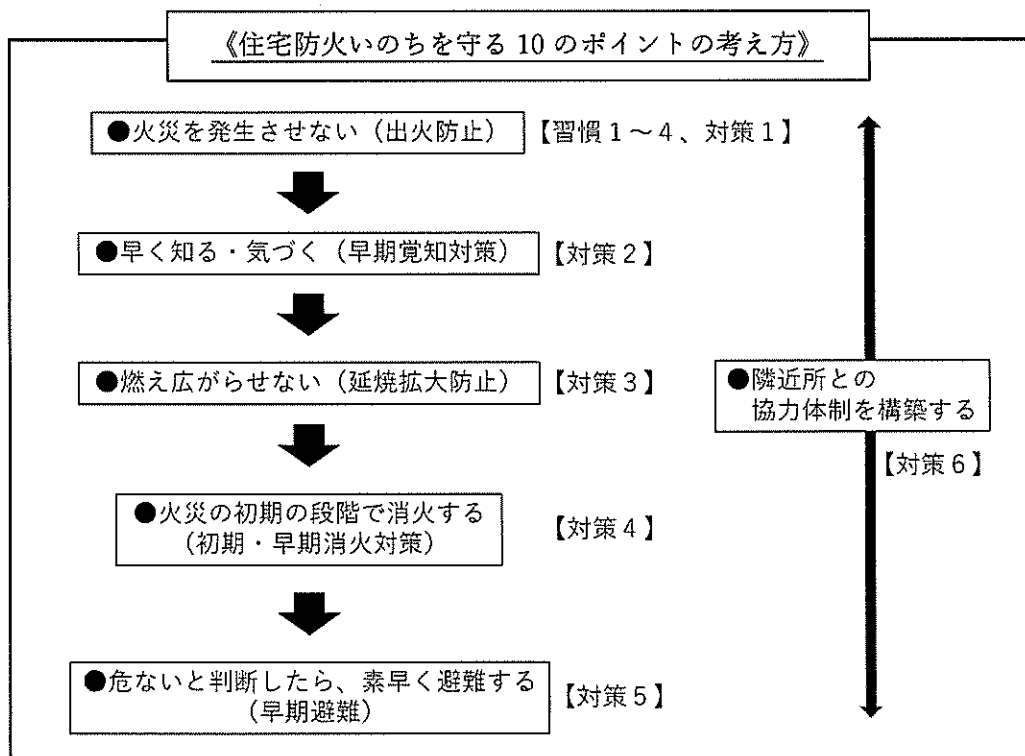 《住宅防火いのちを守る 10 のポイントの考え方》
●火災を発生させない（出火防止）
【習慣１～４、対策１】
●早く知る・気づく（早期覚知対策）
【対策２】
●燃え広がらせない（延焼拡大防止）
【対策３】
●隣近所との
協力体制を構築する
【対策６】
●火災の初期の段階で消火する
（初期・早期消火対策）
【対策４】
●危ないと判断したら、素早く避難する
（早期避難）
【対策５】